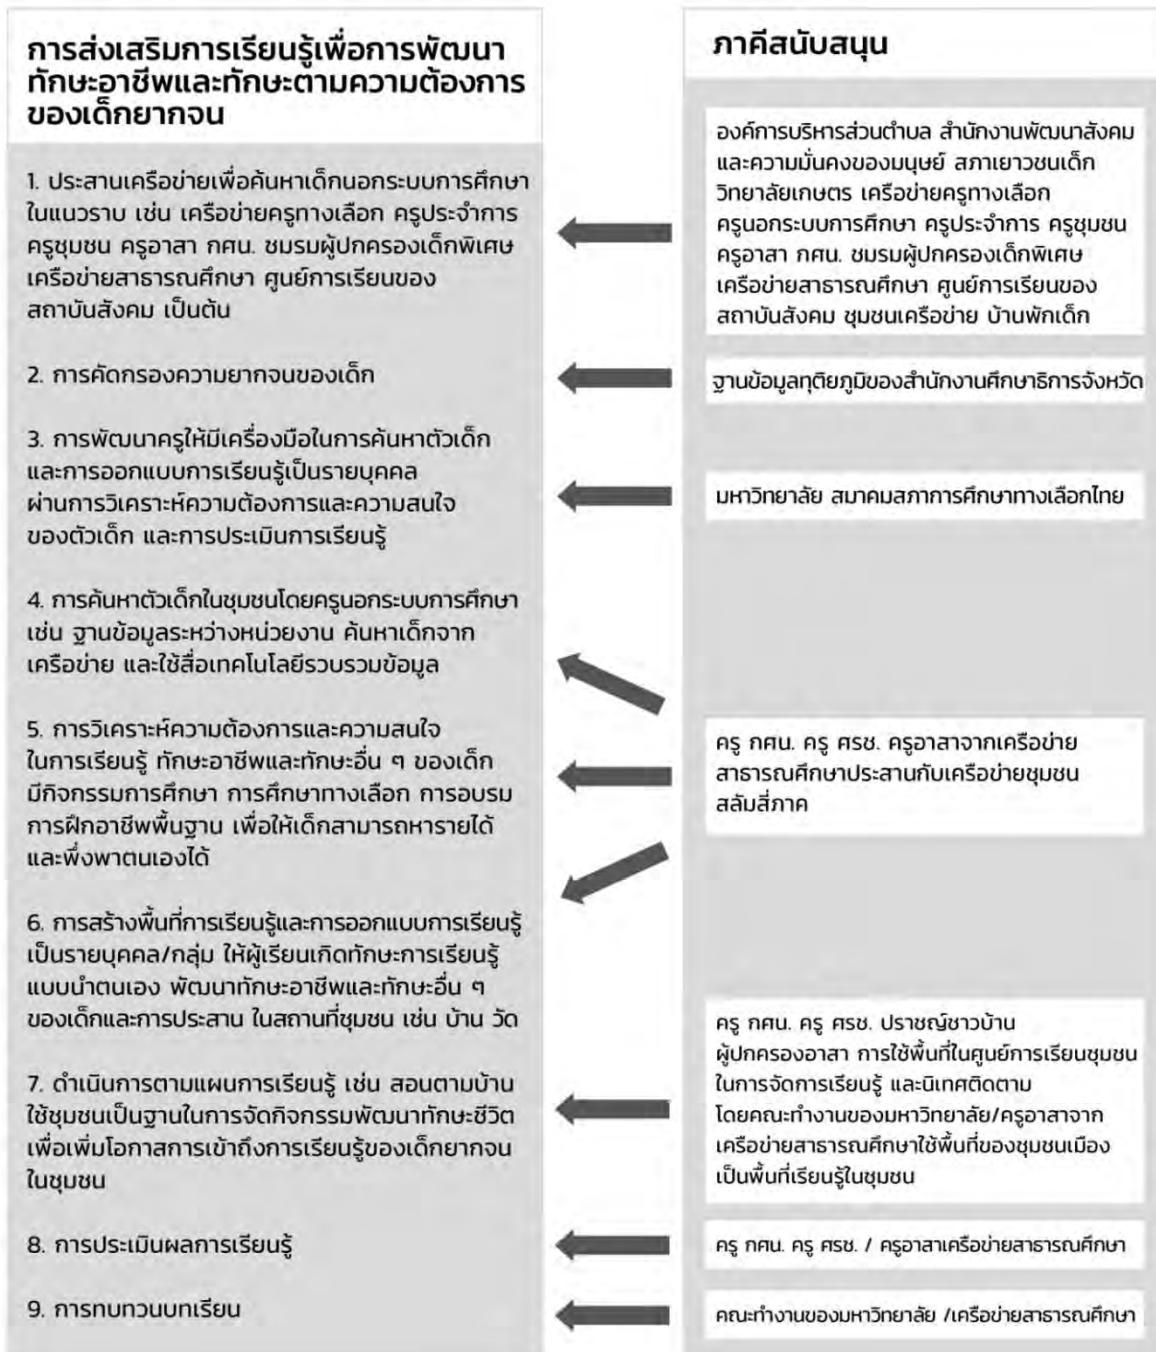 การส่งเสริมการเรียนรู้เพื่อการพัฒนา
ทักษะอาชีพและทักษะตามความต้องการ
ของเด็กยากจน
1. ประสานเครือข่ายเพื่อค้นหาเด็กนอกระบบการศึกษา
ในแนวราบ เช่น เครือข่ายครูทางเลือก ครูประจำการ
ครูชุมชน ครูอาสา กศน. ชมรมผู้ปกครองเด็กพิเศษ
เครือข่ายสาธารณศึกษา ศูนย์การเรียนของ
สถาบันสังคม เป็นต้น
2. การคัดกรองความยากจนของเด็ก
3. การพัฒนาครูให้มีเครื่องมือในการค้นหาตัวเด็ก
และการออกแบบการเรียนรู้เป็นรายบุคคล
ผ่านการวิเคราะห์ความต้องการและความสนใจ
ของตัวเด็ก และการประเมินการเรียนรู้
4. การค้นหาตัวเด็กในชุมชนโดยครูนอกระบบการศึกษา
เช่น ฐานข้อมูลระหว่างหน่วยงาน ค้นหาเด็กจาก
เครือข่าย และใช้สื่อเทคโนโลยีรวบรวมข้อมูล
5. การวิเคราะห์ความต้องการและความสนใจ
ในการเรียนรู้ ทักษะอาชีพและทักษะอื่น ๆ ของเด็ก
มีกิจกรรมการศึกษา การศึกษาทางเลือก การอบรม
การฝึกอาชีพพื้นฐาน เพื่อให้เด็กสามารถหารายได้
และพึ่งพาตนเองได้
6. การสร้างพื้นที่การเรียนรู้และการออกแบบการเรียนรู้
เป็นรายบุคคล/กลุ่ม ให้ผู้เรียนเกิดทักษะการเรียนรู้
แบบนำตนเอง พัฒนาทักษะอาชีพและทักษะอื่น ๆ
ของเด็กและการประสาน ในสถานที่ชุมชน เช่น บ้าน วัด
7. ดำเนินการตามแผนการเรียนรู้ เช่น สอนตามบ้าน
ใช้ชุมชนเป็นฐานในการจัดกิจกรรมพัฒนาทักษะชีวิต
เพื่อเพิ่มโอกาสการเข้าถึงการเรียนรู้ของเด็กยากจน
ในชุมชน
8. การประเมินผลการเรียนรู้
9. การทบทวนบทเรียน
ภาคีสนับสนุน
องค์การบริหารส่วนตำบล สำนักงานพัฒนาสังคม
และความมั่นคงของมนุษย์ สภาเยาวชนเด็ก
วิทยาลัยเกษตร เครือข่ายครูทางเลือก
ครูนอกระบบการศึกษา ครูประจำการ ครูชุมชน
ครูอาสา กศน. ชมรมผู้ปกครองเด็กพิเศษ
เครือข่ายสาธารณศึกษา ศูนย์การเรียนของ
สถาบันสังคม ชุมชนเครือข่าย บ้านพักเด็ก
ฐานข้อมูลทุติยภูมิของสำนักงานศึกษาธิการจังหวัด
มหาวิทยาลัย สมาคมสภาการศึกษาทางเลือกไทย
ครู กศน. ครู ศรช. ครูอาสาจากเครือข่าย
สาธารณศึกษาประสานกับเครือข่ายชุมชน
สลัมสี่ภาค
ครู กศน. ครู ศรช. ปราชญ์ชาวบ้าน
ผู้ปกครองอาสา การใช้พื้นที่ในศูนย์การเรียนชุมชน
ในการจัดการเรียนรู้ และนิเทศติดตาม
โดยคณะทำงานของมหาวิทยาลัย/ครูอาสาจาก
เครือข่ายสาธารณศึกษาใช้พื้นที่ของชุมชนเมือง
เป็นพื้นที่เรียนรู้ในชุมชน
ครู กศน. ครู ศรช. / ครูอาสาเครือข่ายสาธารณศึกษา
คณะทำงานของมหาวิทยาลัย /เครือข่ายสาธารณศึกษา